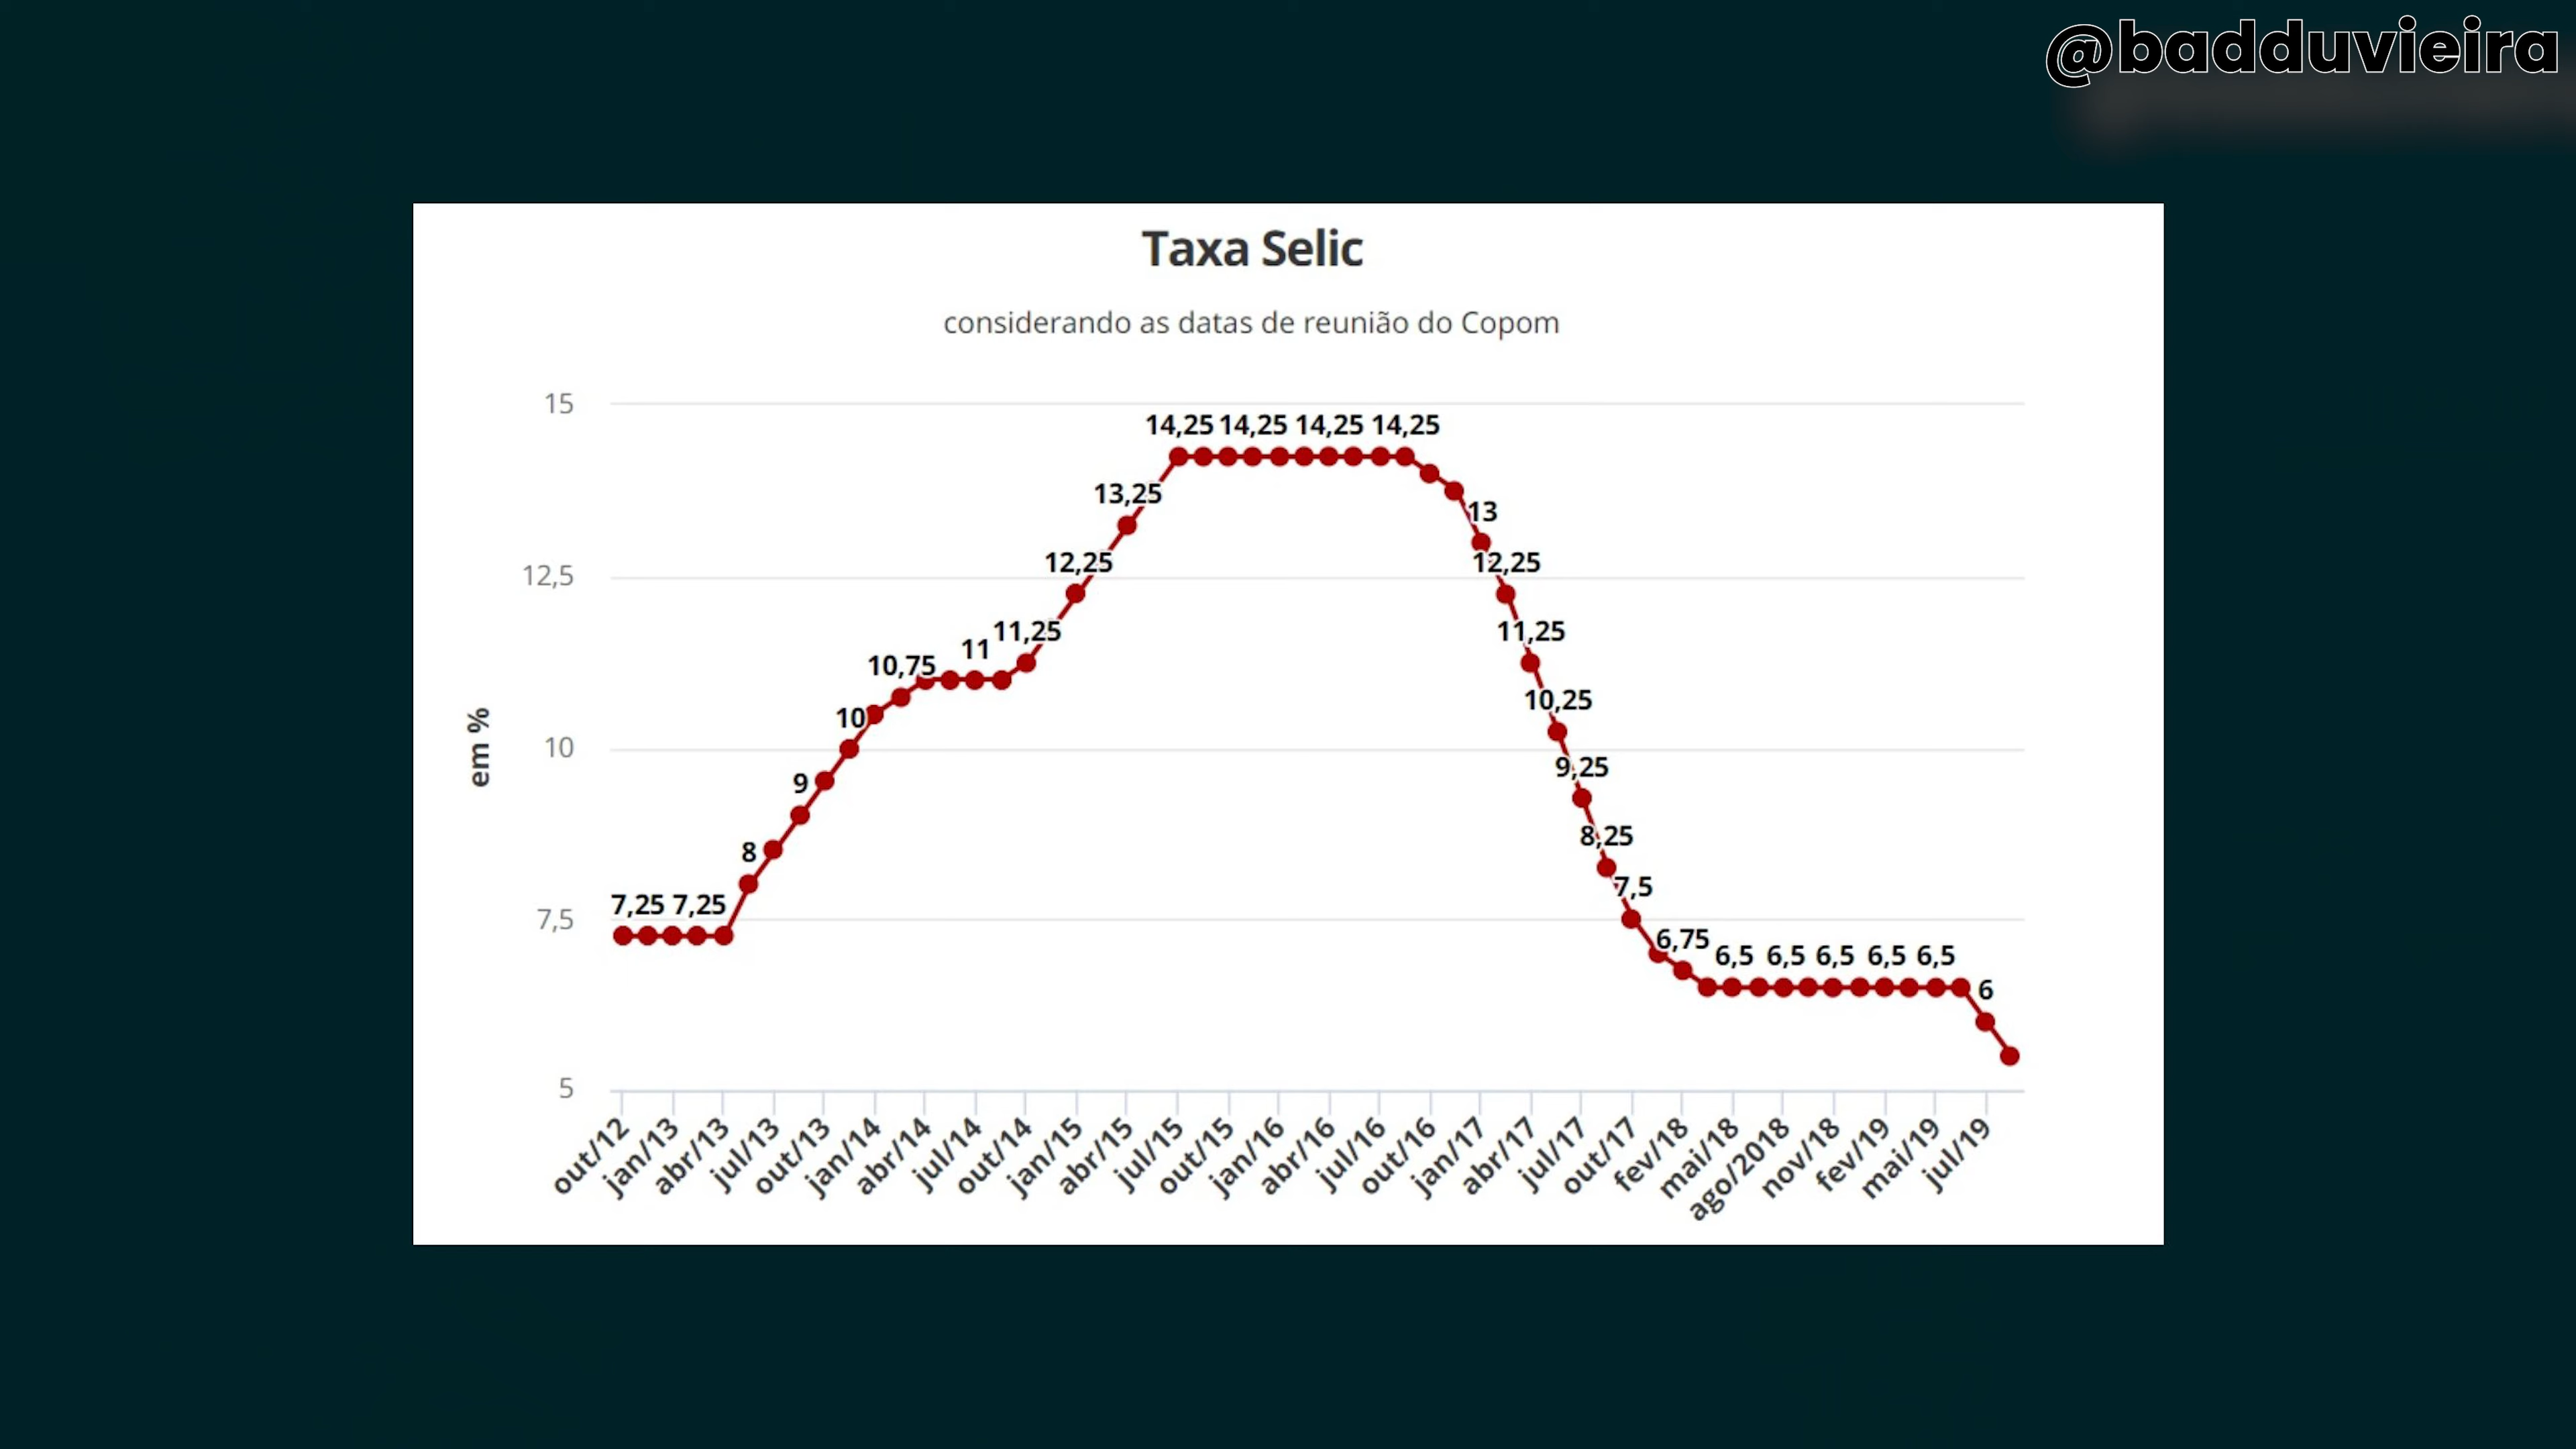 @badduvieira
Taxa Selic
considerando as datas de reunião do Copom
em %
15
12,5
10
7,5
5
7,25 7,25 8 9 10 10,75 11 11,25 12,25 13,25 14,25 14,25 14,25 14,25 13 12,25 11,25 10,25 9,25 8,25 7,5 6,75 6,5 6,5 6,5 6,5 6,5 6
out/12 jan/13 abr/13 jul/13 out/13 jan/14 abr/14 jul/14 out/14 jan/15 abr/15 jul/15 out/15 jan/16 abr/16 jul/16 out/16 jan/17 abr/17 jul/17 out/17 fev/18 mai/18 ago/2018 nov/18 fev/19 mai/19 jul/19